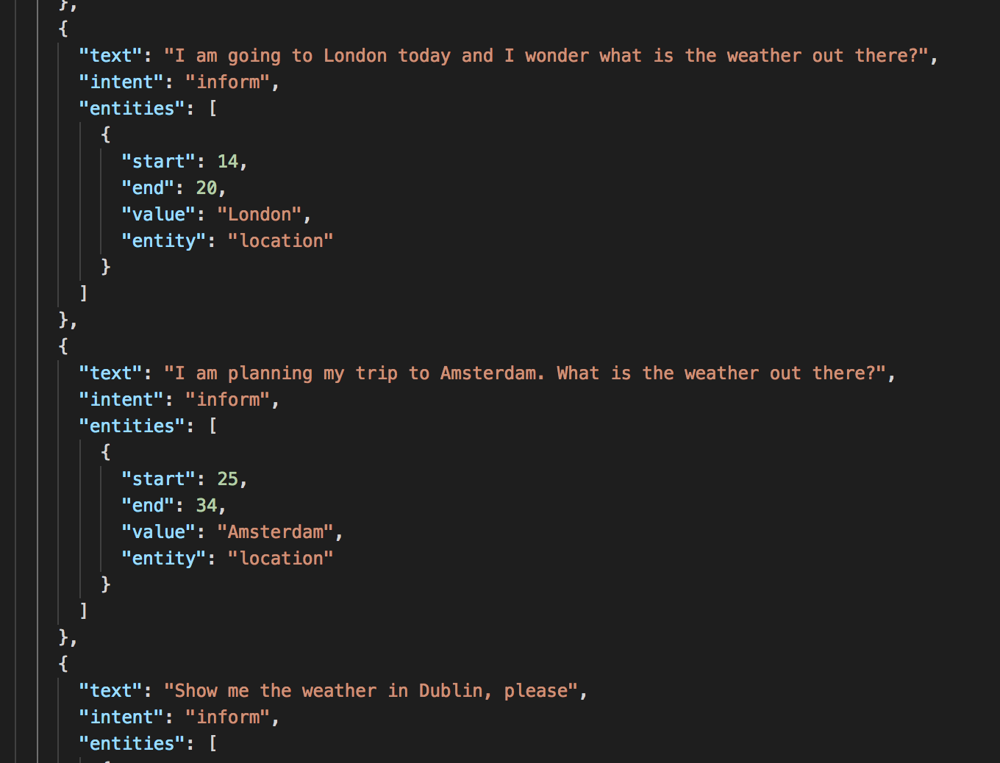 },
{
"text": "I am going to London today and I wonder what is the weather out there?",
"intent": "inform",
"entities": [
{
"start": 14,
"end": 20,
"value": "London",
"entity": "location"
}
]
},
{
"text": "I am planning my trip to Amsterdam. What is the weather out there?",
"intent": "inform",
"entities": [
{
"start": 25,
"end": 34,
"value": "Amsterdam",
"entity": "location"
}
]
},
{
"text": "Show me the weather in Dublin, please",
"intent": "inform",
"entities": [
{